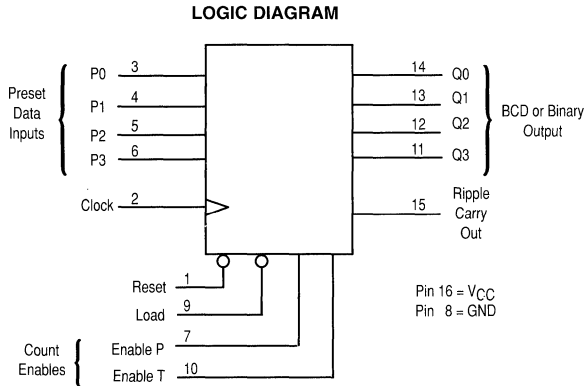 LOGIC DIAGRAM
Preset
Data
Inputs
P0 3
P1 4
P2 5
P3 6
Clock 2
14 Q0
13 Q1
12 Q2
11 Q3
BCD or Binary
Output
15
Ripple
Carry
Out
Reset 1
Load 9
Count
Enables
Enable P 7
Enable T 10
Pin 16 = VCC
Pin 8 = GND